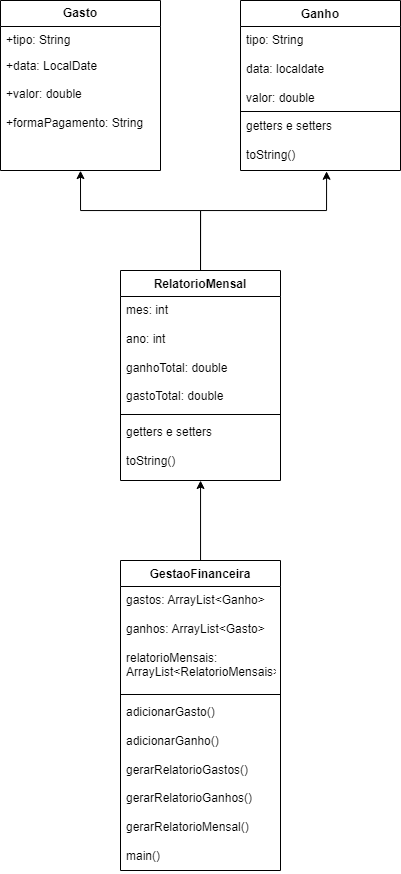 Gasto
+tipo: String
+data: LocalDate
+valor: double
+formaPagamento: String
Ganho
tipo: String
data: localdate
valor: double
getters e setters
toString()
RelatorioMensal
mes: int
ano: int
ganhoTotal: double
gastoTotal: double
getters e setters
toString()
GestaoFinanceira
gastos: ArrayList<Ganho>
ganhos: ArrayList<Gasto>
relatorioMensais:
ArrayList<RelatorioMensais>
adicionarGasto()
adicionarGanho()
gerarRelatorioGastos()
gerarRelatorioGanhos()
gerarRelatorioMensal()
main()